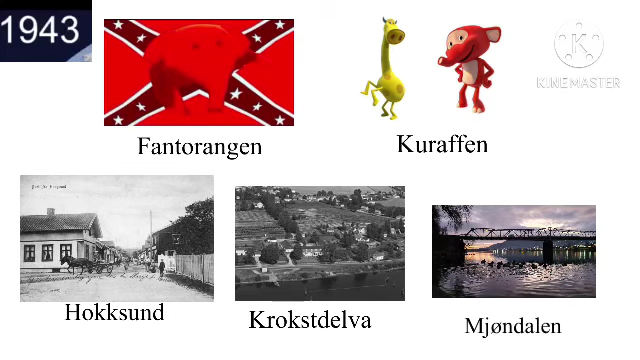 1943
KINEMASTER
Fantorangen
Kuraffen
Hokksund
Krokstdelva
Mjøndalen